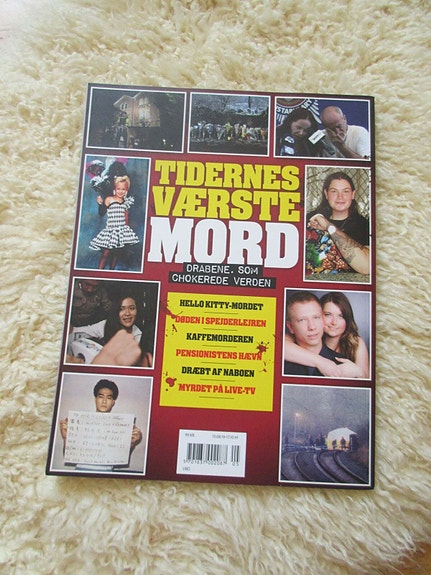 TIDERNES
VÆRSTE
MORD
DRABENE, SOM
CHOKEREDE VERDEN
HELLO KITTY-MORDET
DØDEN I SPEJDERLEJREN
KAFFEMORDEREN
PENSIONISTENS HÆVN
DRÆBT AF NABOEN
MYRDET PÅ LIVE-TV